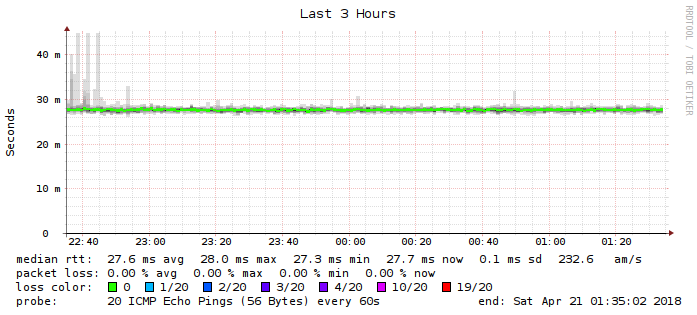 Last 3 Hours
RRDTOOL / TOBI OETIKER
Seconds
40 m
30 m
20 m
10 m
0
22:40 23:00 23:20 23:40 00:00 00:20 00:40 01:00 01:20
median rtt: 27.6 ms avg 28.0 ms max 27.3 ms min 27.7 ms now 0.1 ms sd 232.6 am/s
packet loss: 0.00 % avg 0.00 % max 0.00 % min 0.00 % now
loss color: 0 1/20 2/20 3/20 4/20 10/20 19/20
probe: 20 ICMP Echo Pings (56 Bytes) every 60s end: Sat Apr 21 01:35:02 2018